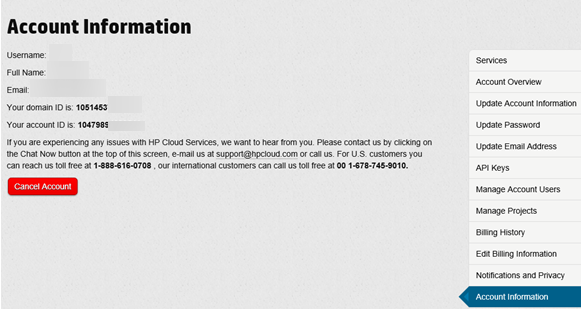 Account Information
Username:
Full Name:
Email:
Your domain ID is: 1051453
Your account ID is: 104798
If you are experiencing any issues with HP Cloud Services, we want to hear from you. Please contact us by clicking on
the Chat Now button at the top of this screen, e-mail us at support@hpcloud.com or call us. For U.S. customers you
can reach us toll free at 1-888-616-0708 , our international customers can call us toll free at 00 1-678-745-9010.
Cancel Account
Services
Account Overview
Update Account Information
Update Password
Update Email Address
API Keys
Manage Account Users
Manage Projects
Billing History
Edit Billing Information
Notifications and Privacy
Account Information